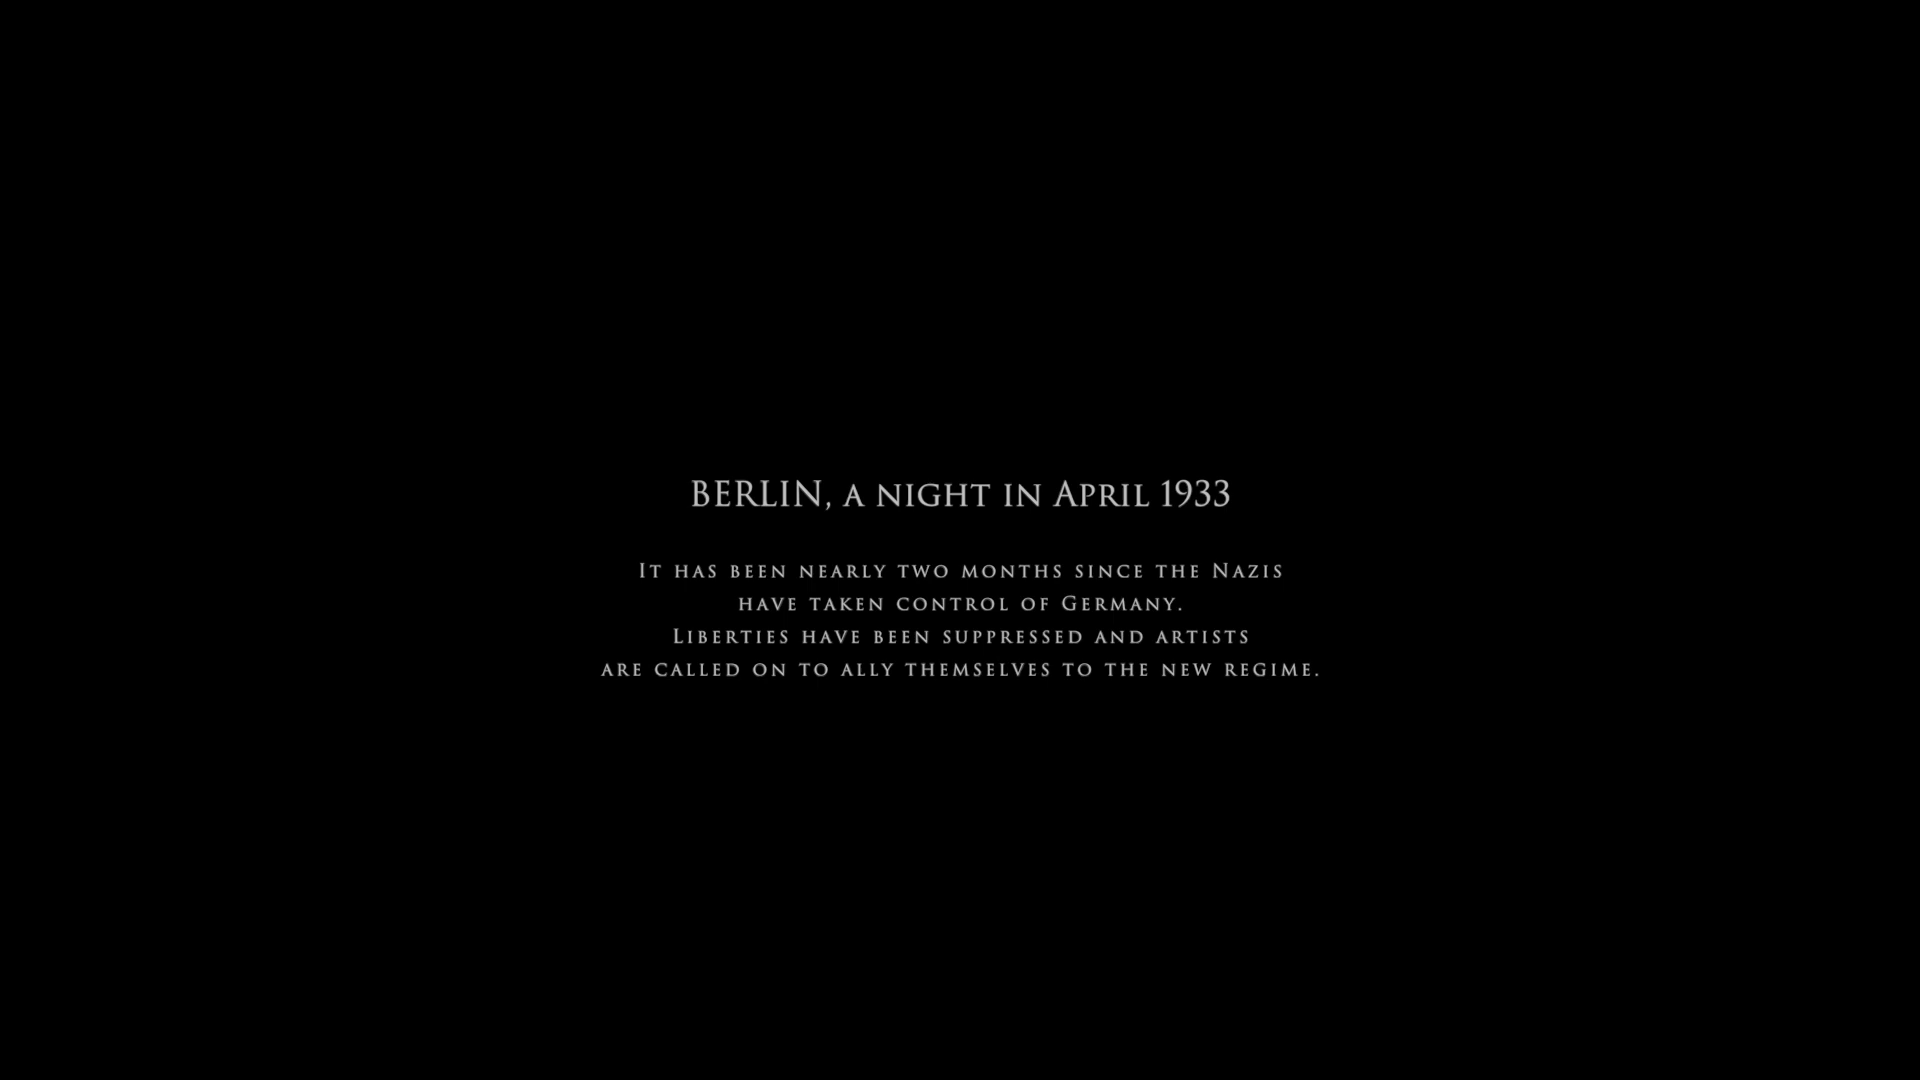 BERLIN, A NIGHT IN APRIL 1933
IT HAS BEEN NEARLY TWO MONTHS SINCE THE NAZIS
HAVE TAKEN CONTROL OF GERMANY.
LIBERTIES HAVE BEEN SUPPRESSED AND ARTISTS
ARE CALLED ON TO ALLY THEMSELVES TO THE NEW REGIME.